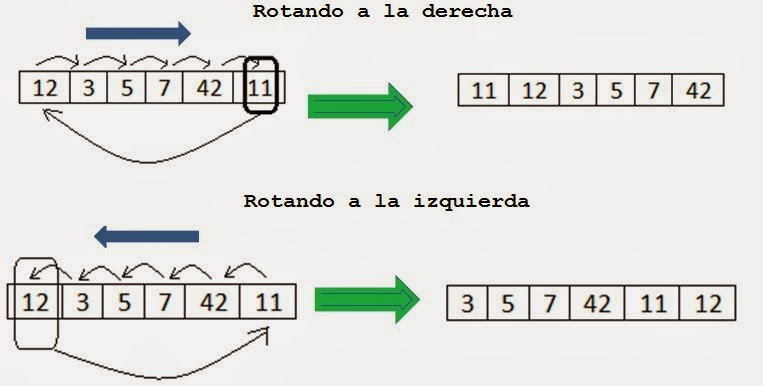 Rotando a la derecha
12 3 5 7 42 11
11 12 3 5 7 42
Rotando a la izquierda
12 3 5 7 42 11
3 5 7 42 11 12